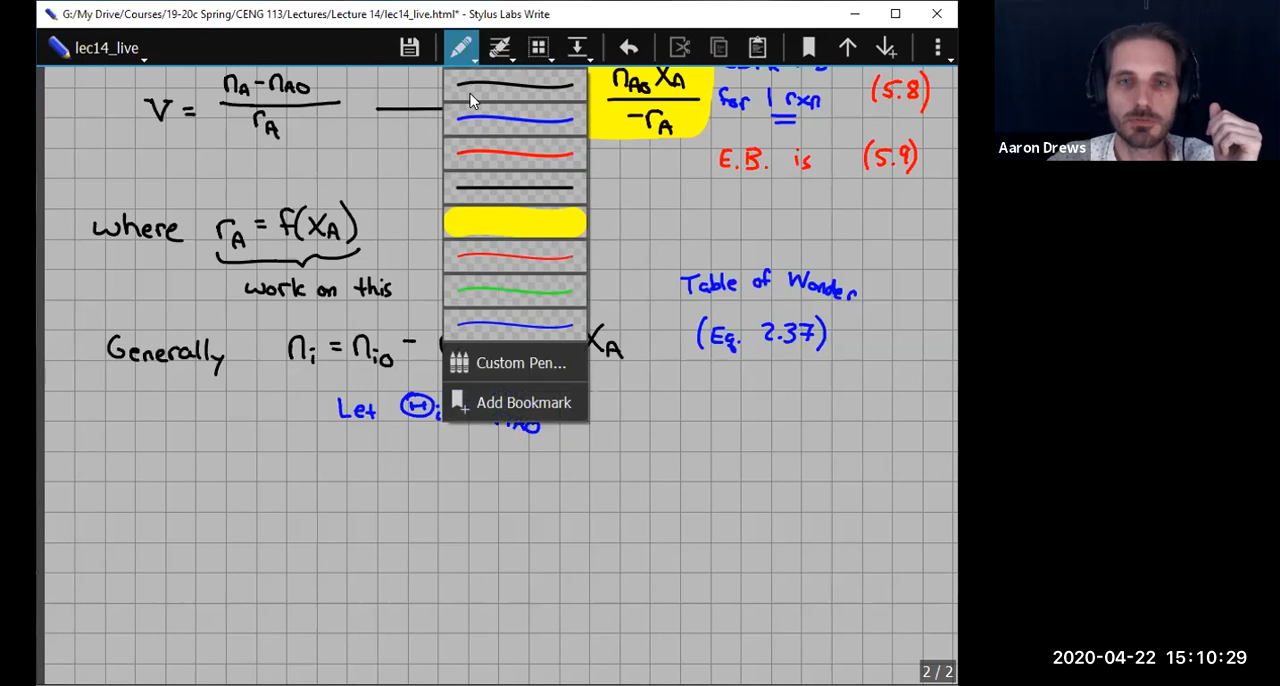 G:/My Drive/Courses/19-20c Spring/CENG 113/Lectures/Lecture 14/lec14_live.html* - Stylus Labs Write
lec14_live
V = (nA - nA0) / rA
nA0 XA / -rA
for 1 rxn (5.8)
E.B. is (5.9)
where rA = f(XA)
work on this
Table of Wonder
(Eq. 2.37)
Generally ni = ni0 - XA
Let Θi nA0
Custom Pen...
Add Bookmark
2 / 2
Aaron Drews
2020-04-22 15:10:29